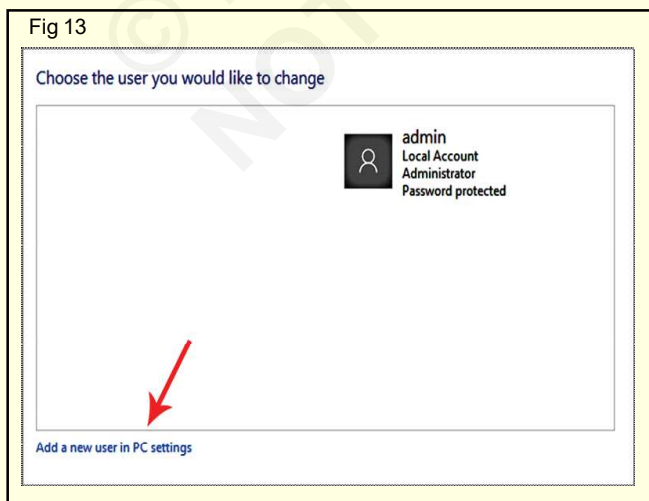 Fig 13
Choose the user you would like to change
admin
Local Account
Administrator
Password protected
Add a new user in PC settings
©
NOT